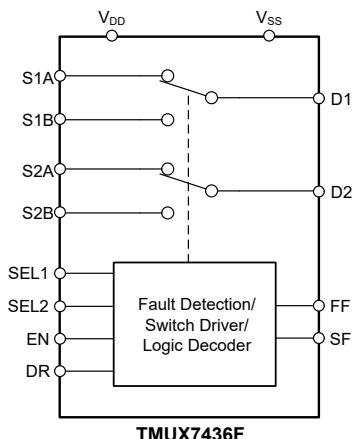 VDD
VSS
S1A
S1B
S2A
S2B
D1
D2
SEL1
SEL2
EN
DR
Fault Detection/
Switch Driver/
Logic Decoder
FF
SF
TMUX7436F